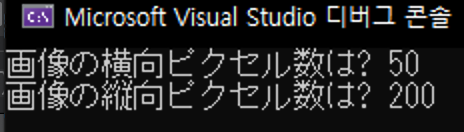 Microsoft Visual Studio 디버그 콘솔
画像の横向ピクセル数は? 50
画像の縦向ピクセル数は? 200